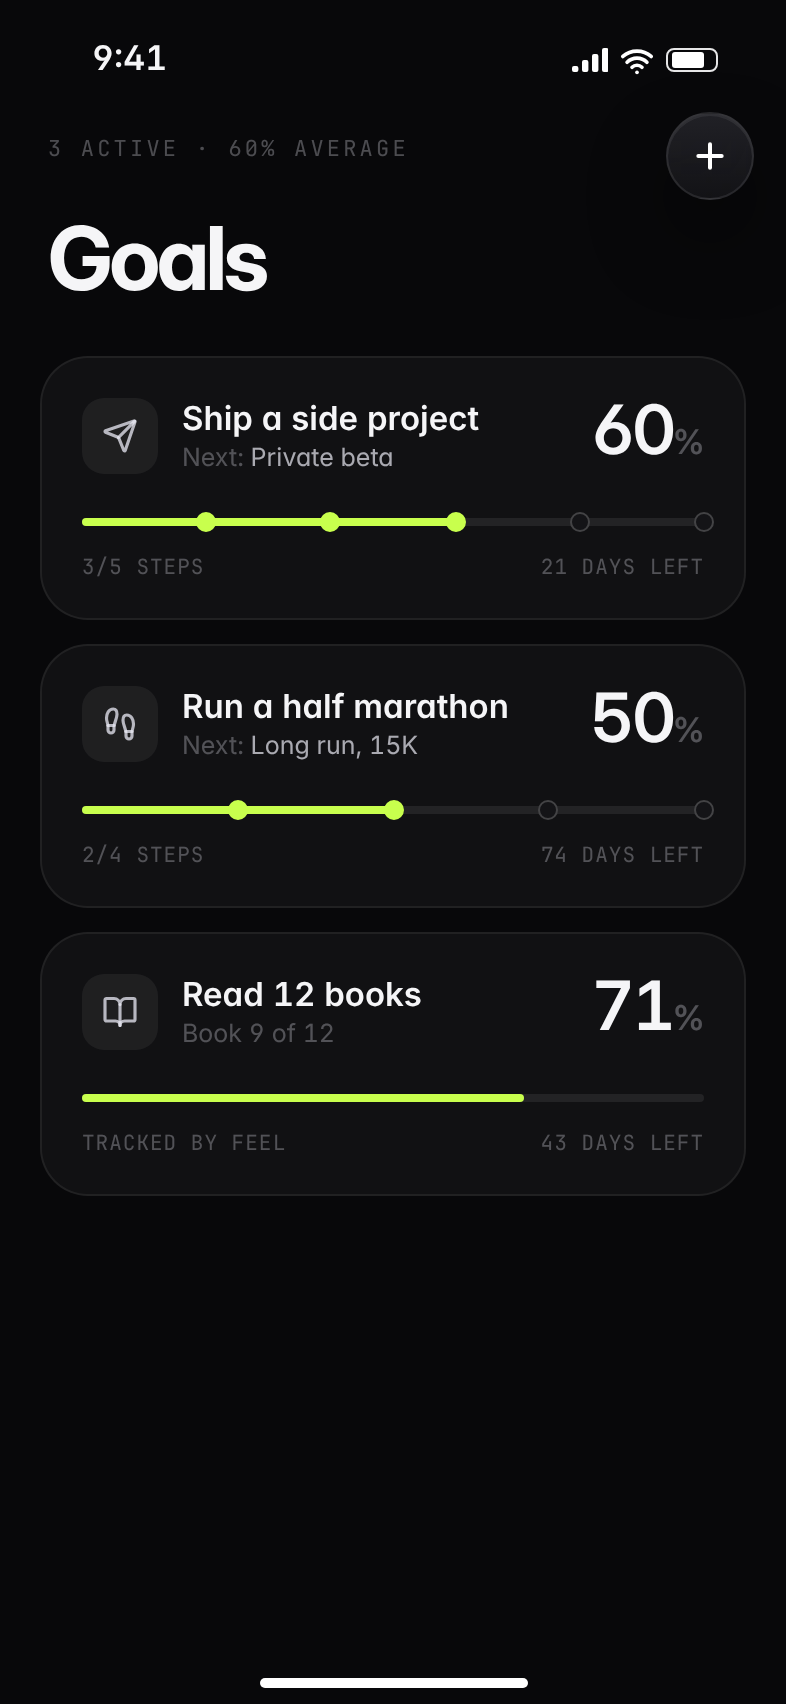 9:41
3 ACTIVE · 60% AVERAGE
Goals
Ship a side project
60%
Next: Private beta
3/5 STEPS
21 DAYS LEFT
Run a half marathon
50%
Next: Long run, 15K
2/4 STEPS
74 DAYS LEFT
Read 12 books
71%
Book 9 of 12
TRACKED BY FEEL
43 DAYS LEFT